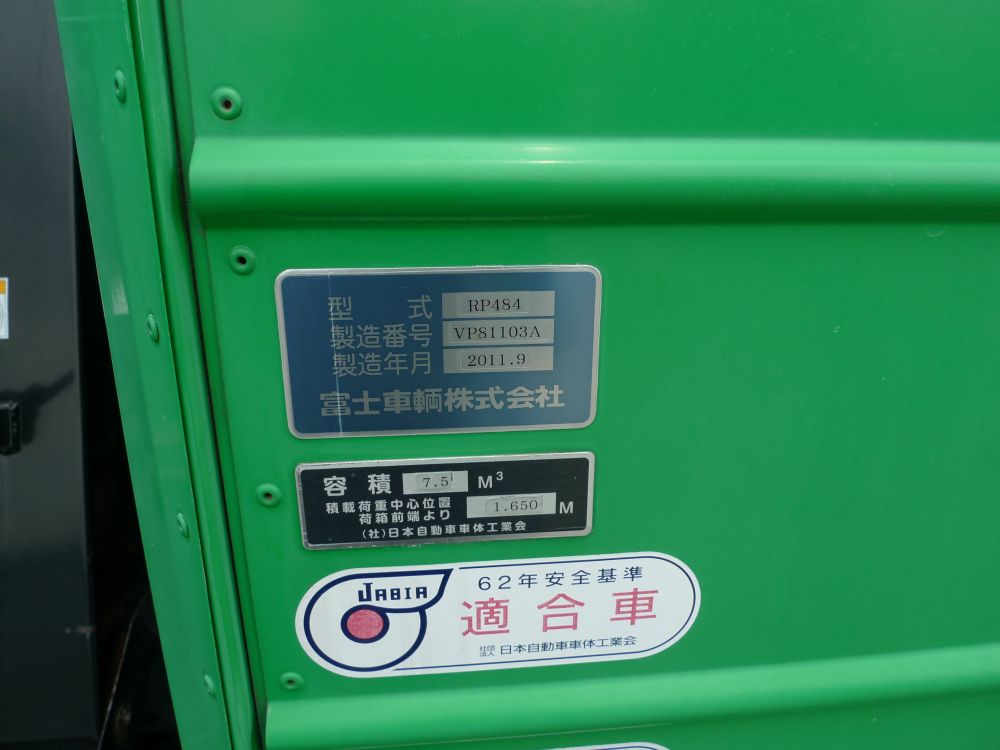 型 式 RP484
製造番号 VP81103A
製造年月 2011.9
富士車輌株式会社
容積 7.5 M³
積載荷重中心位置
荷箱前端より 1.650 M
(社)日本自動車車体工業会
JABIA
62年安全基準
適合車
社団法人 日本自動車車体工業会